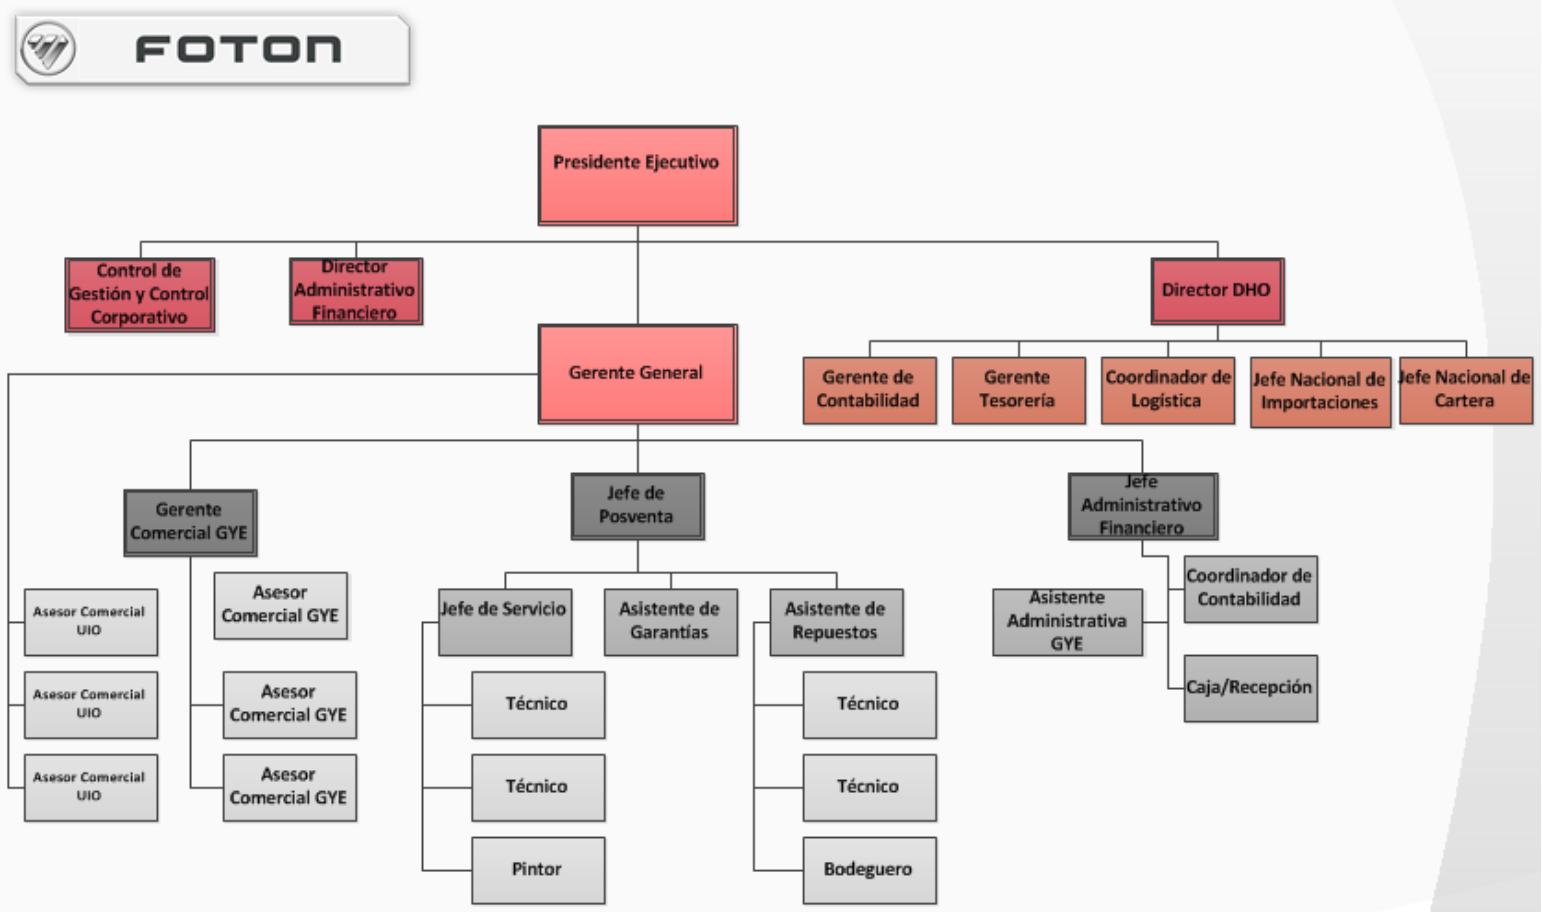 FOTON
Presidente Ejecutivo
Control de
Gestión y Control
Corporativo
Director
Administrativo
Financiero
Director DHO
Gerente General
Gerente de
Contabilidad
Gerente
Tesorería
Coordinador de
Logística
Jefe Nacional de
Importaciones
Jefe Nacional de
Cartera
Gerente
Comercial GYE
Jefe de
Posventa
Jefe
Administrativo
Financiero
Asesor Comercial
UIO
Asesor
Comercial GYE
Jefe de Servicio
Asistente de
Garantías
Asistente de
Repuestos
Asistente
Administrativa
GYE
Coordinador de
Contabilidad
Asesor Comercial
UIO
Asesor
Comercial GYE
Técnico
Técnico
Caja/Recepción
Asesor Comercial
UIO
Asesor
Comercial GYE
Técnico
Técnico
Pintor
Bodeguero